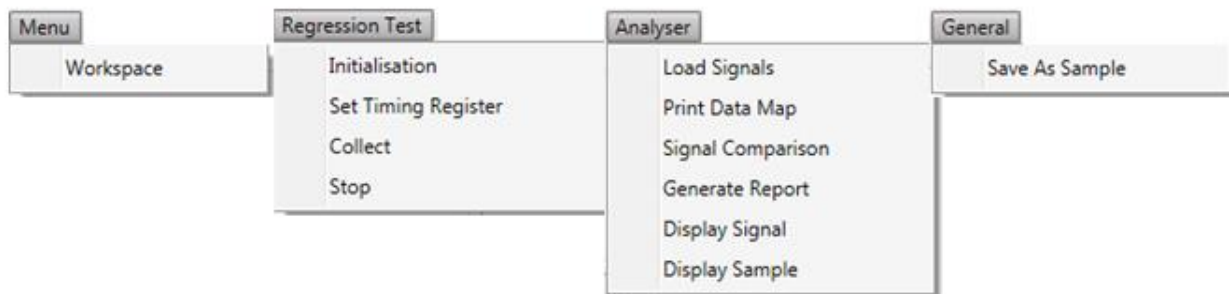 Menu
Workspace
Regression Test
Initialisation
Set Timing Register
Collect
Stop
Analyser
Load Signals
Print Data Map
Signal Comparison
Generate Report
Display Signal
Display Sample
General
Save As Sample